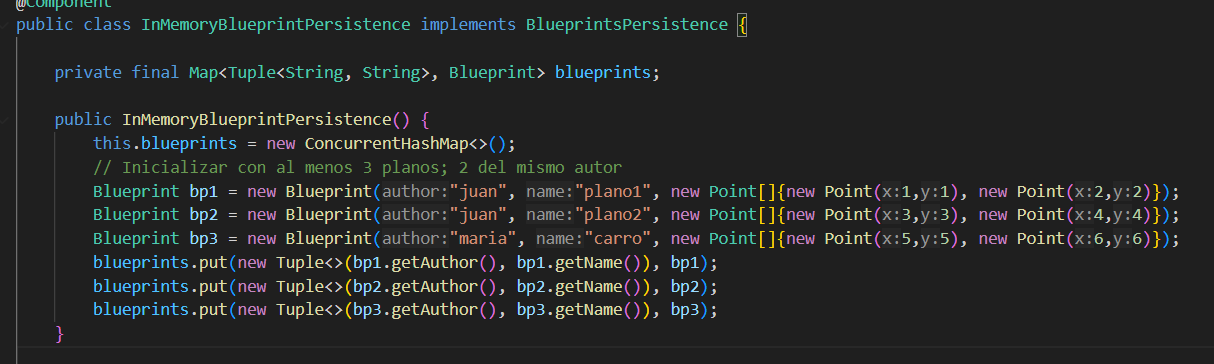 @Component
public class InMemoryBlueprintPersistence implements BlueprintsPersistence {
private final Map<Tuple<String, String>, Blueprint> blueprints;
public InMemoryBlueprintPersistence() {
this.blueprints = new ConcurrentHashMap<>();
// Inicializar con al menos 3 planos; 2 del mismo autor
Blueprint bp1 = new Blueprint(author:"juan", name:"plano1", new Point[]{new Point(x:1,y:1), new Point(x:2,y:2)});
Blueprint bp2 = new Blueprint(author:"juan", name:"plano2", new Point[]{new Point(x:3,y:3), new Point(x:4,y:4)});
Blueprint bp3 = new Blueprint(author:"maria", name:"carro", new Point[]{new Point(x:5,y:5), new Point(x:6,y:6)});
blueprints.put(new Tuple<>(bp1.getAuthor(), bp1.getName()), bp1);
blueprints.put(new Tuple<>(bp2.getAuthor(), bp2.getName()), bp2);
blueprints.put(new Tuple<>(bp3.getAuthor(), bp3.getName()), bp3);
}